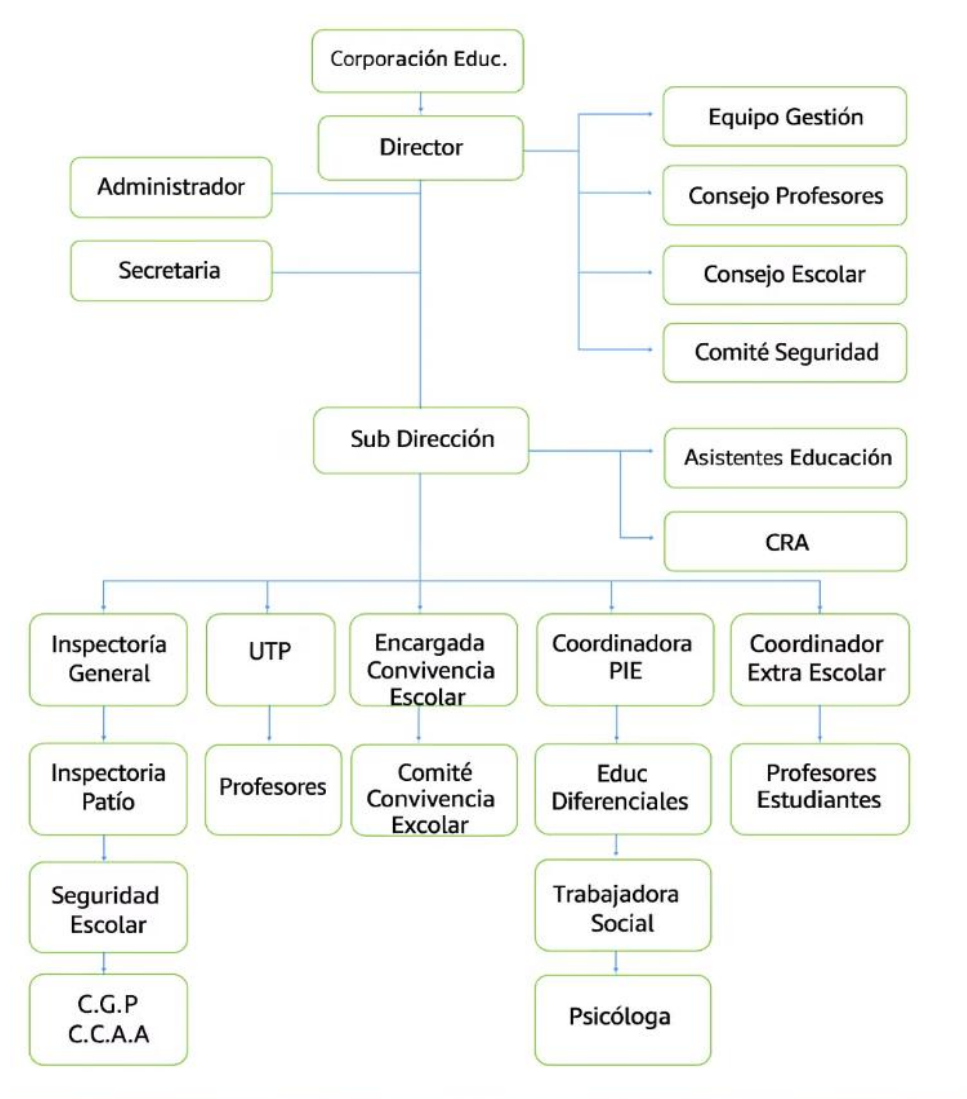 Corporación Educ.
Director
Equipo Gestión
Administrador
Consejo Profesores
Secretaria
Consejo Escolar
Comité Seguridad
Sub Dirección
Asistentes Educación
CRA
Inspectoría
General
UTP
Encargada
Convivencia
Escolar
Coordinadora
PIE
Coordinador
Extra Escolar
Inspectoria
Patío
Profesores
Comité
Convivencia
Excolar
Educ
Diferenciales
Profesores
Estudiantes
Seguridad
Escolar
Trabajadora
Social
C.G.P
C.C.A.A
Psicóloga